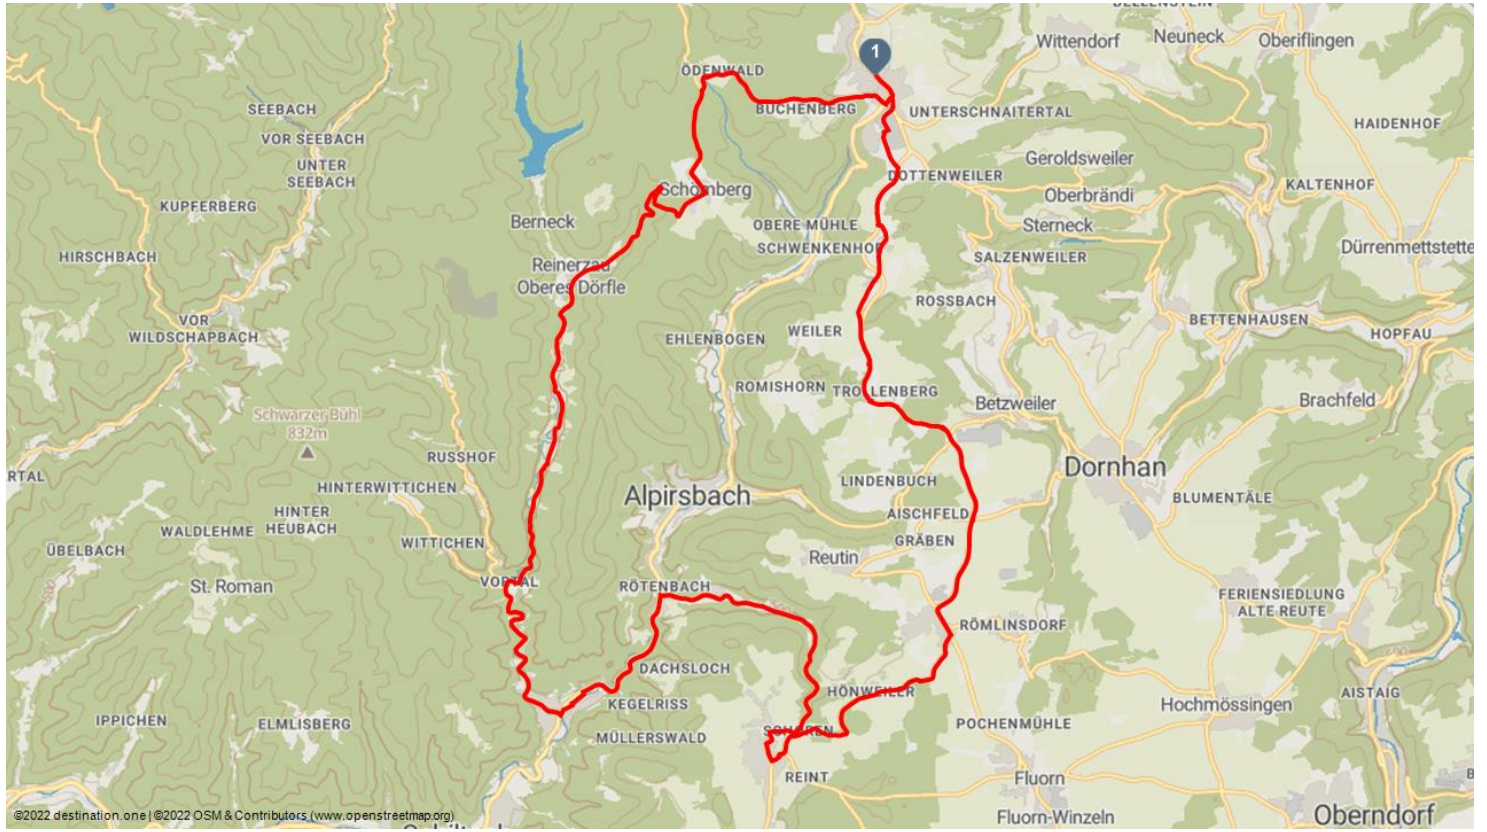 Wittendorf
Neuneck
Oberiflingen
1
ÖDENWALD
SEEBACH
BUCHENBERG
UNTERSCHNAITERTAL
HAIDENHOF
VOR SEEBACH
UNTER
SEEBACH
Geroldsweiler
DOTTENWEILER
KALTENHOF
Schömberg
Oberbrändi
KUPFERBERG
Berneck
OBERE MÜHLE
Sterneck
SCHWENKENHOF
Dürrenmettstette
HIRSCHBACH
SALZENWEILER
Reinerzau
Oberes Dörfle
ROSSBACH
VOR
WILDSCHAPBACH
BETTENHAUSEN
EHLENBOGEN
WEILER
HOPFAU
ROMISHORN
TROLLENBERG
Betzweiler
Brachfeld
Schwarzer Bühl
832m
RUSSHOF
Dornhan
RTAL
HINTERWITTICHEN
LINDENBUCH
Alpirsbach
BLUMENTÄLE
HINTER
HEUBACH
AISCHFELD
WALDLEHME
WITTICHEN
GRÄBEN
ÜBELBACH
Reutin
VORTAL
St. Roman
RÖTENBACH
FERIENSIEDLUNG
ALTE REUTE
RÖMLINSDORF
DACHSLOCH
HÖNWEILER
AISTAIG
KEGELRISS
Hochmössingen
IPPICHEN
ELMLISBERG
POCHENMÜHLE
SCHOREN
MÜLLERSWALD
REINT
Fluorn
Fluorn-Winzeln
Oberndorf
©2022 destination.one | ©2022 OSM & Contributors (www.openstreetmap.org)